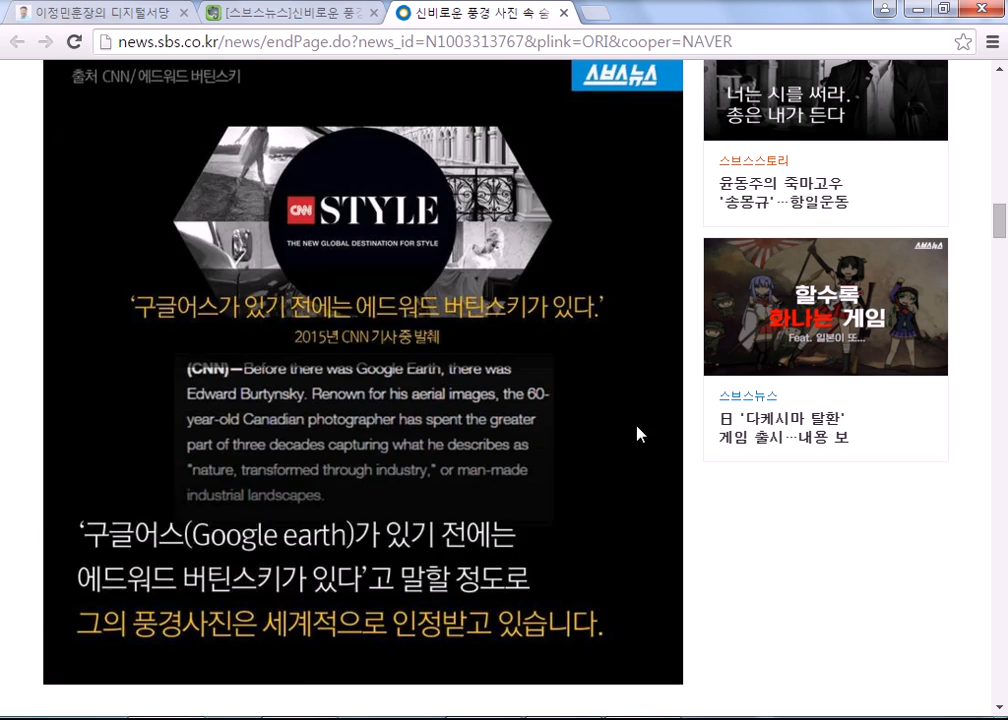 이정민훈장의 디지털서당
[스브스뉴스]신비로운 풍경
신비로운 풍경 사진 속 숨
news.sbs.co.kr/news/endPage.do?news_id=N1003313767&plink=ORI&cooper=NAVER
출처 CNN/ 에드워드 버틴스키
스브스뉴스
CNN STYLE
THE NEW GLOBAL DESTINATION FOR STYLE
'구글어스가 있기 전에는 에드워드 버틴스키가 있다.'
2015년 CNN 기사 중 발췌
(CNN)—Before there was Google Earth, there was
Edward Burtynsky. Renown for his aerial images, the 60-
year-old Canadian photographer has spent the greater
part of three decades capturing what he describes as
"nature, transformed through industry," or man-made
industrial landscapes.
'구글어스(Google earth)가 있기 전에는
에드워드 버틴스키가 있다'고 말할 정도로
그의 풍경사진은 세계적으로 인정받고 있습니다.
너는 시를 써라.
총은 내가 든다
스브스스토리
윤동주의 죽마고우
'송몽규'…항일운동
스브스뉴스
할수록
화나는 게임
Feat. 일본이 또...
스브스뉴스
日 '다케시마 탈환'
게임 출시…내용 보